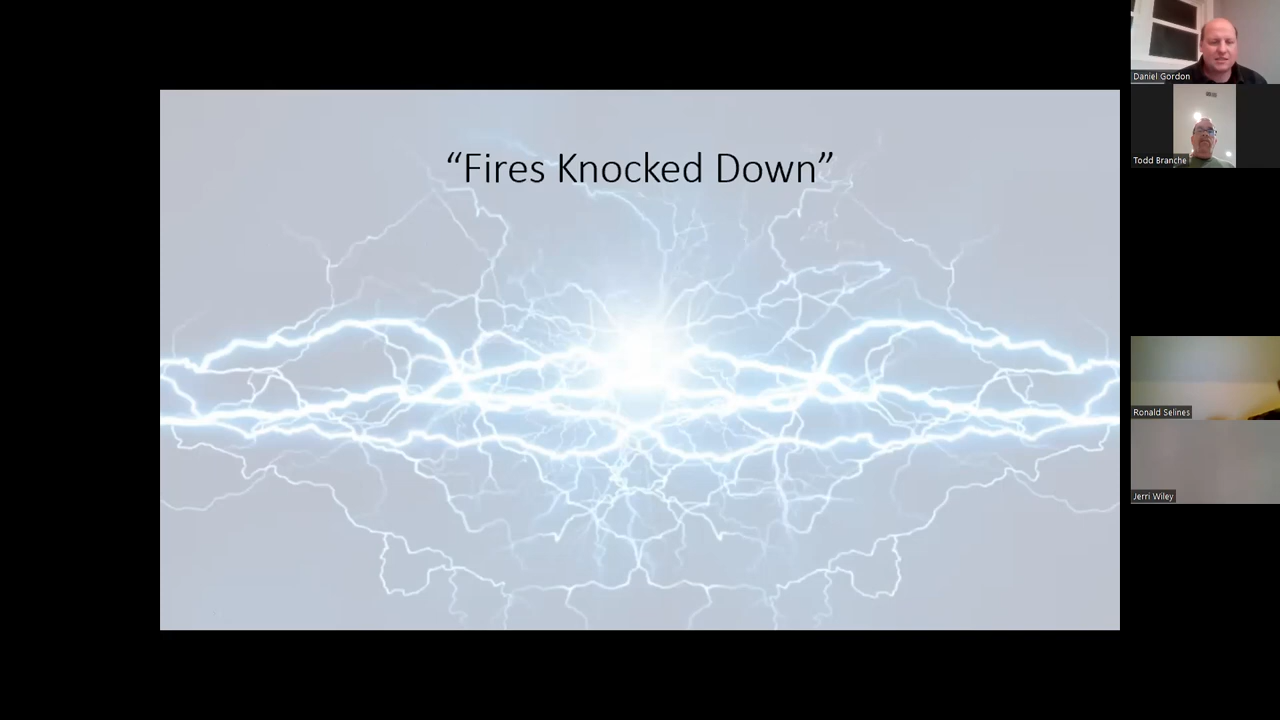 “Fires Knocked Down”
Daniel Gordon
Todd Branche
Ronald Selines
Jerri Wiley